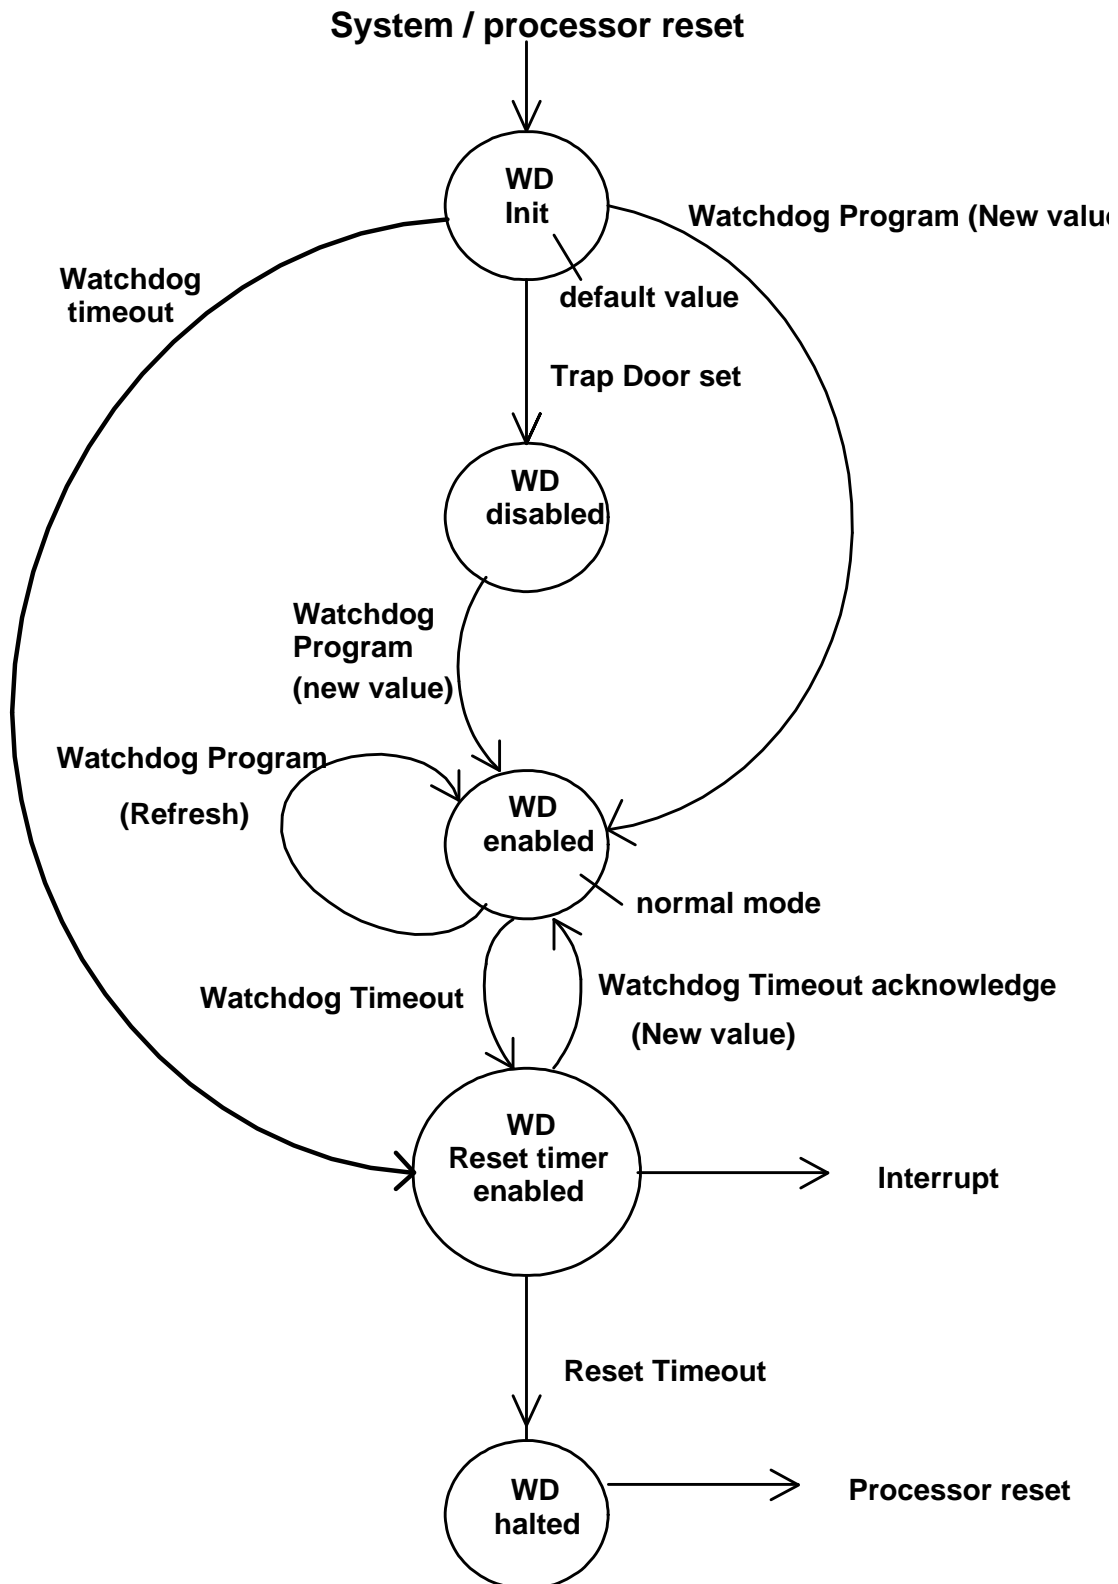 System / processor reset
WD
Init
Watchdog Program (New value
Watchdog
timeout
default value
Trap Door set
WD
disabled
Watchdog
Program
(new value)
Watchdog Program
(Refresh)
WD
enabled
normal mode
Watchdog Timeout
Watchdog Timeout acknowledge
(New value)
WD
Reset timer
enabled
Interrupt
Reset Timeout
WD
halted
Processor reset